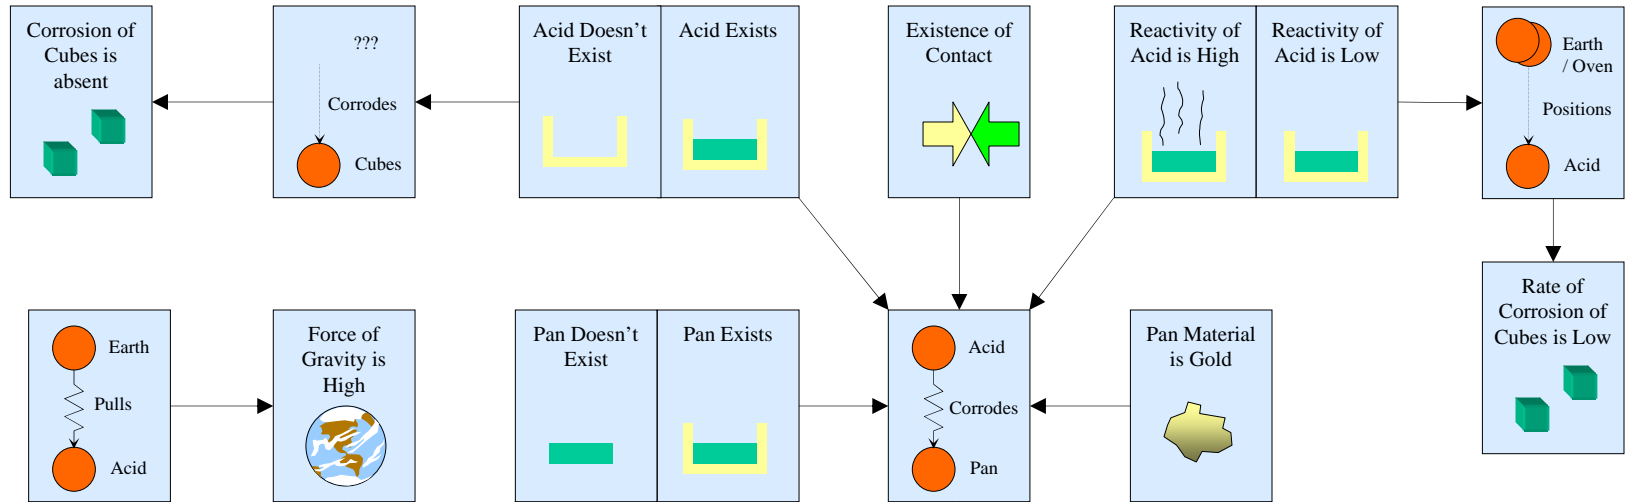 Corrosion of
Cubes is
absent
???
Corrodes
Cubes
Acid Doesn’t
Exist
Acid Exists
Existence of
Contact
Reactivity of
Acid is High
Reactivity of
Acid is Low
Earth
/ Oven
Positions
Acid
Earth
Pulls
Acid
Force of
Gravity is
High
Pan Doesn’t
Exist
Pan Exists
Acid
Corrodes
Pan
Pan Material
is Gold
Rate of
Corrosion of
Cubes is Low